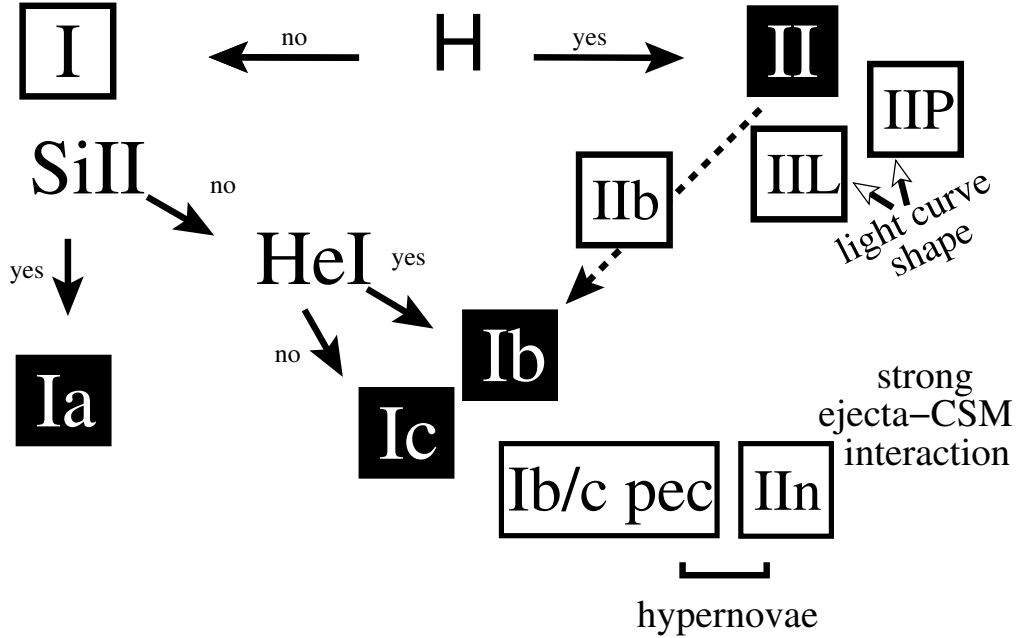 I
no
H
yes
II
IIP
IIL
light curve
shape
SiII
no
yes
IIb
HeI
yes
no
Ib
Ia
Ic
strong
ejecta−CSM
interaction
Ib/c pec
IIn
hypernovae